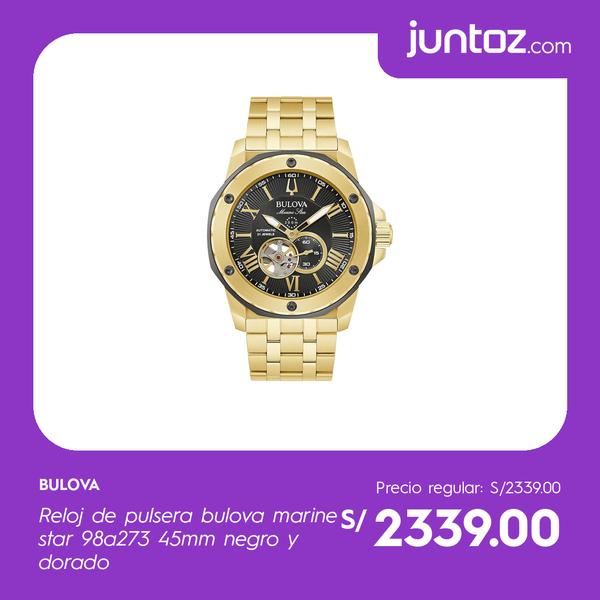 juntoz.com
BULOVA
Marine Star
AUTOMATIC
21 JEWELS
BULOVA
Precio regular: S/2339.00
Reloj de pulsera bulova marine
star 98a273 45mm negro y
dorado
S/ 2339.00